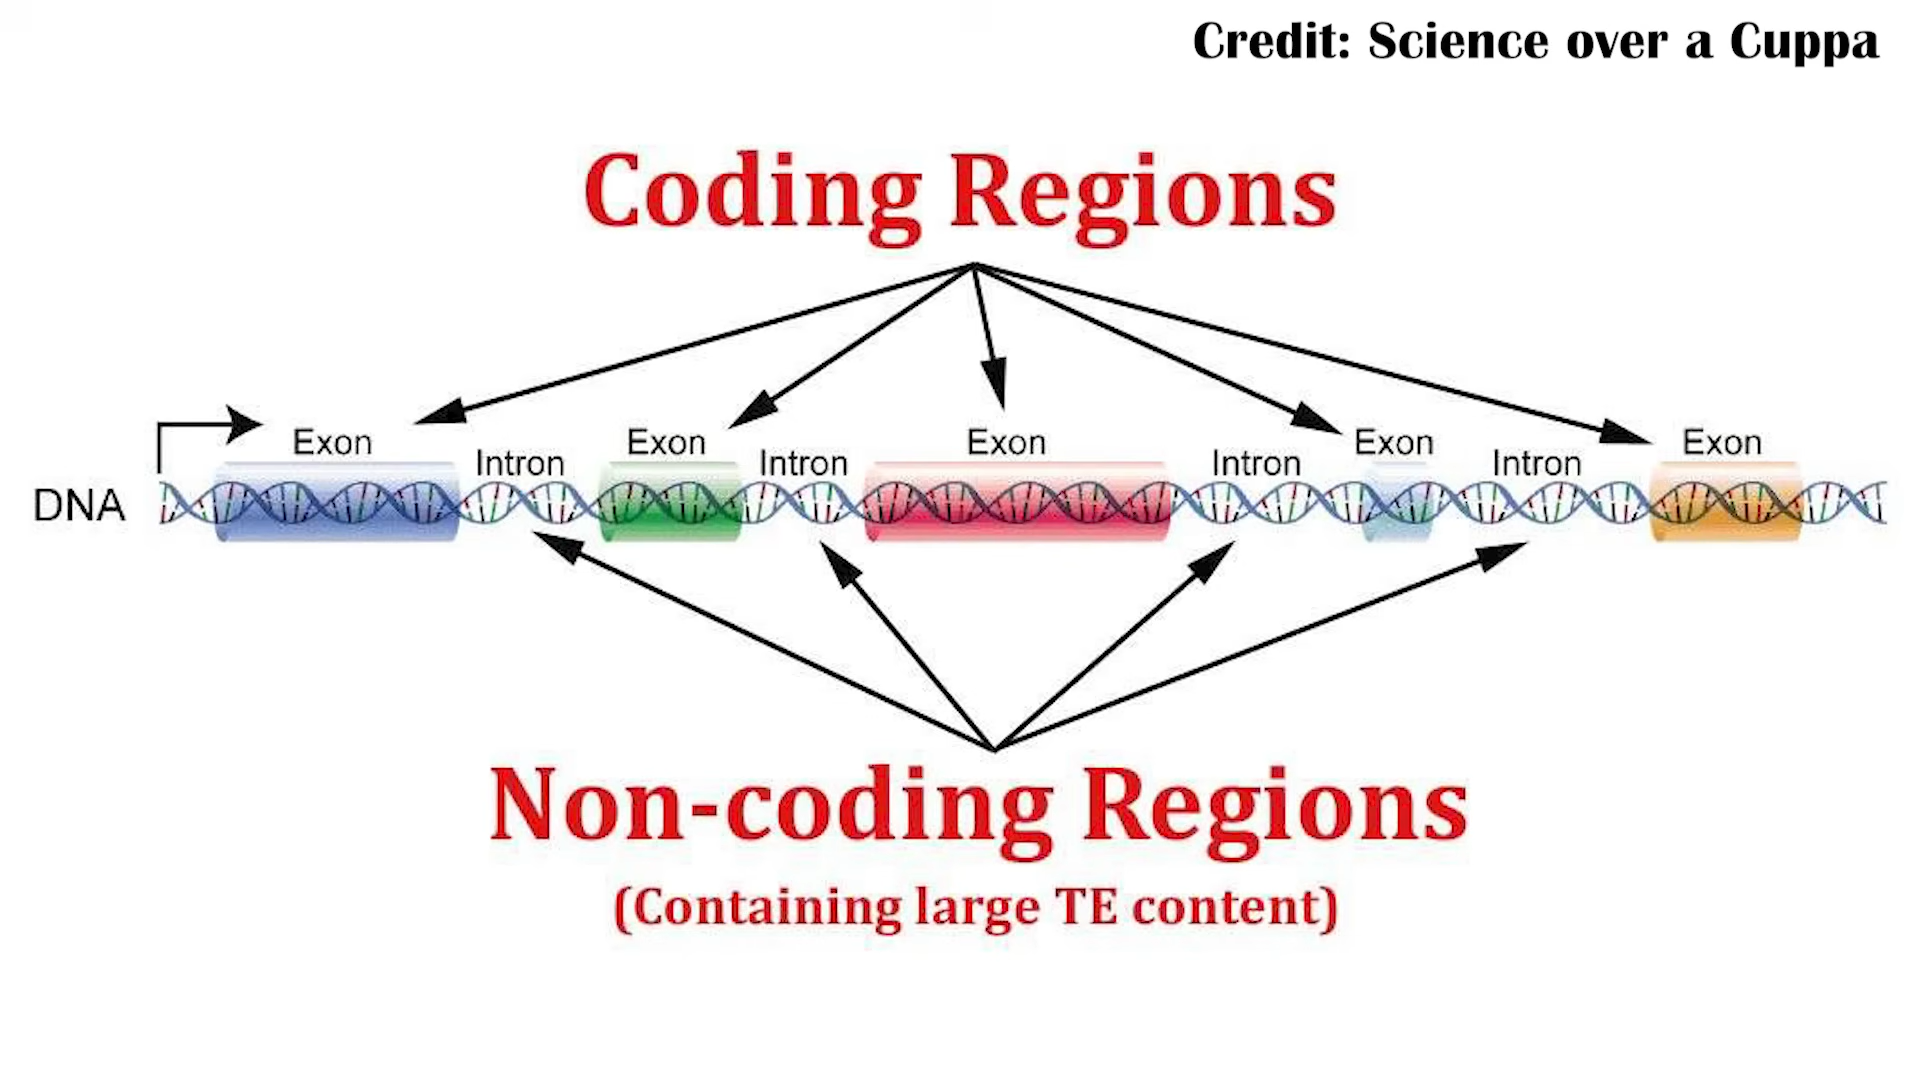 Credit: Science over a Cuppa
Coding Regions
Exon
Intron
Exon
Intron
Exon
Intron
Exon
Intron
Exon
DNA
Non-coding Regions
(Containing large TE content)